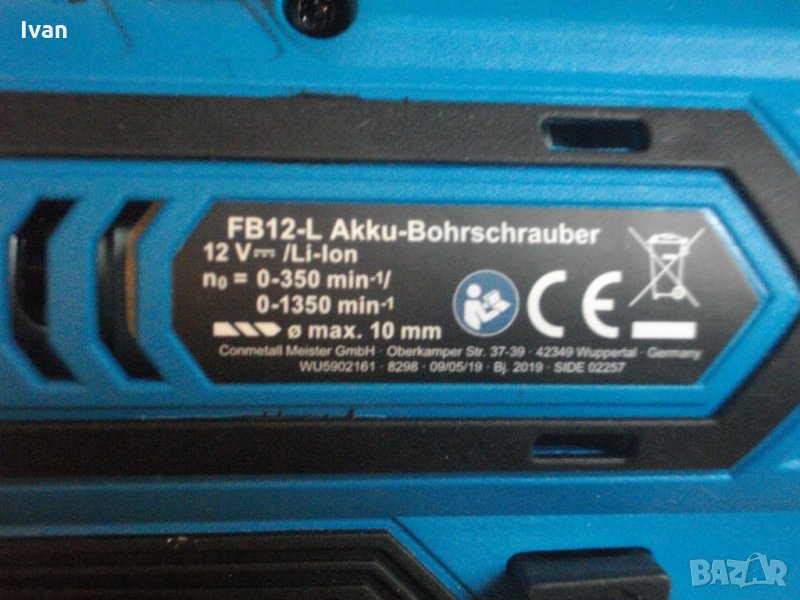 Ivan
FB12-L Akku-Bohrschrauber
12 V⎓ /Li-Ion
n₀ = 0-350 min⁻¹/
0-1350 min⁻¹
ø max. 10 mm
CE
Conmetall Meister GmbH · Oberkamper Str. 37-39 · 42349 Wuppertal · Germany
WU5902161 · 8298 · 09/05/19 · Bj. 2019 · SIDE 02257
BAZAR